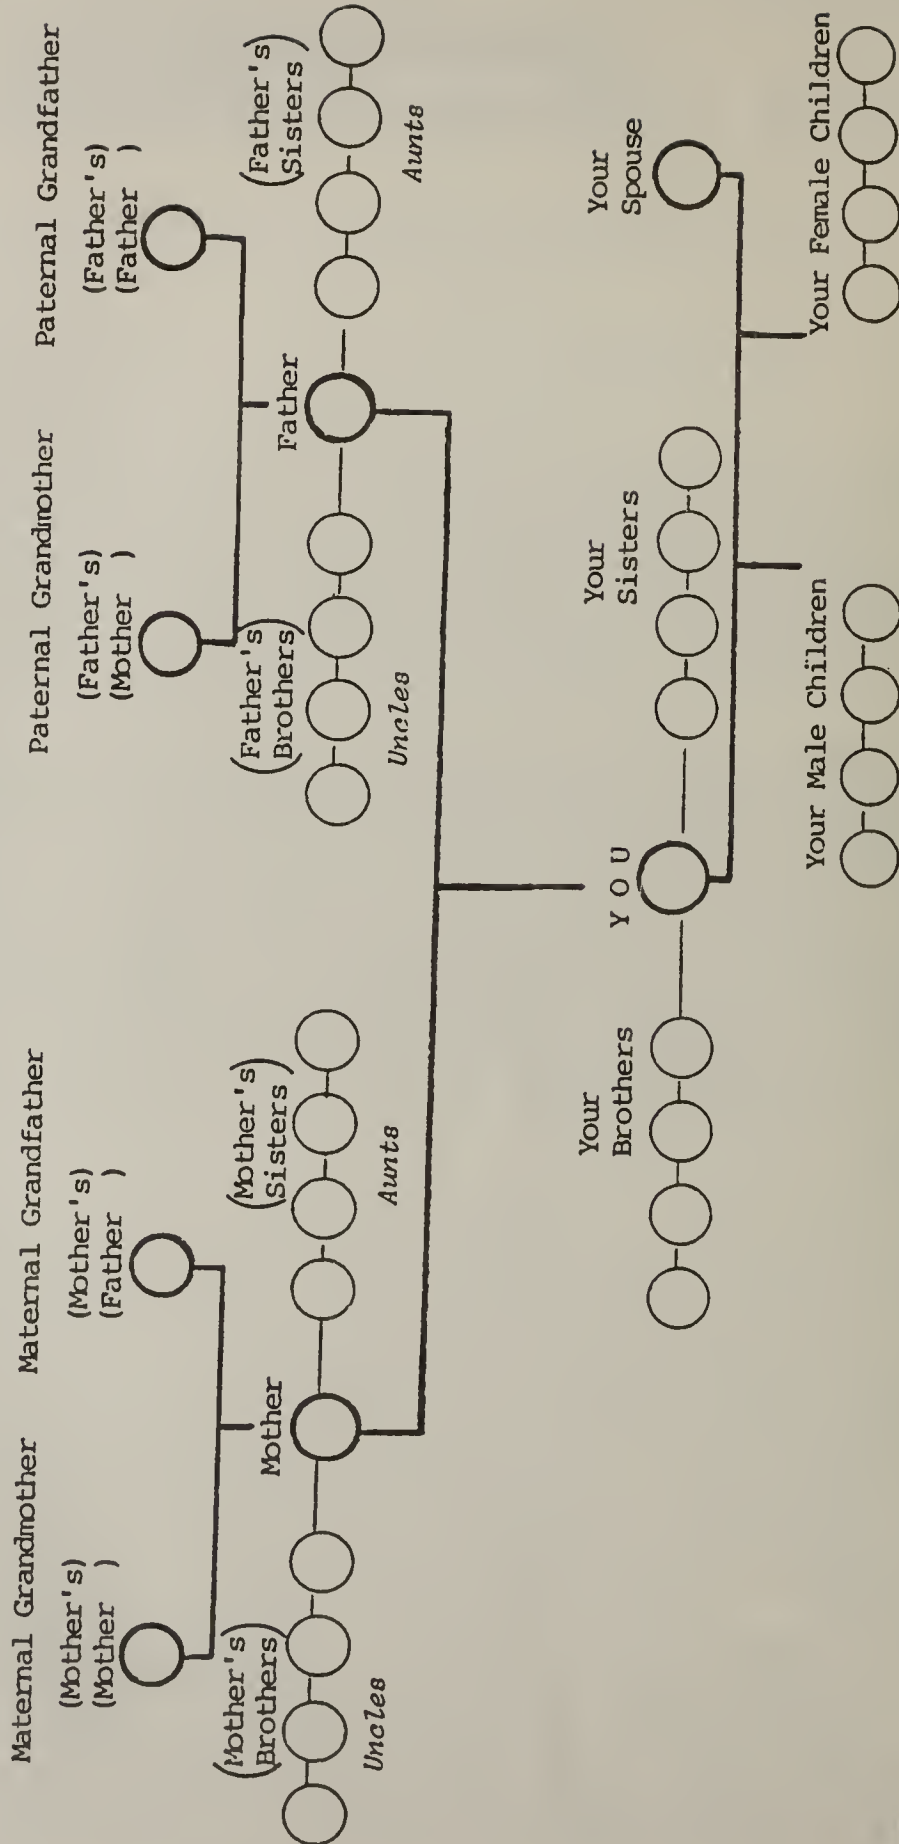 Maternal Grandmother
Maternal Grandfather
Paternal Grandmother
Paternal Grandfather
(Mother's)
(Mother )
(Mother's)
(Father )
(Father's)
(Mother )
(Father's)
(Father )
(Mother's
Brothers)
Mother
(Mother's
Sisters)
(Father's
Brothers)
Father
(Father's
Sisters)
Uncles
Aunts
Uncles
Aunts
Your
Brothers
Y O U
Your
Sisters
Your
Spouse
Your Male Children
Your Female Children